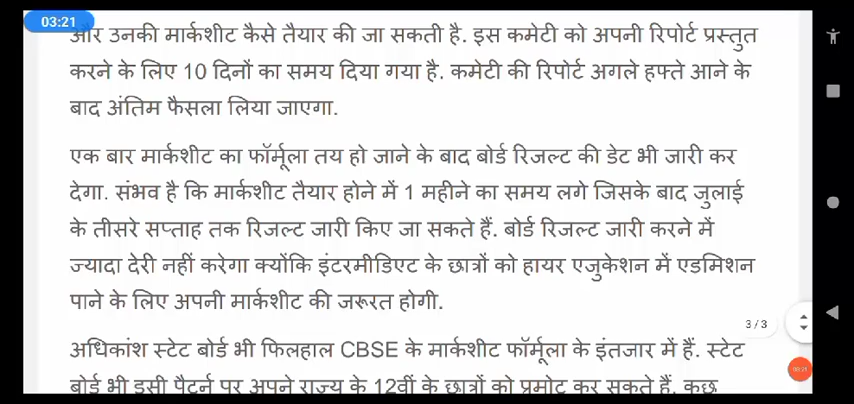 03:21
और उनकी मार्कशीट कैसे तैयार की जा सकती है. इस कमेटी को अपनी रिपोर्ट प्रस्तुत
करने के लिए 10 दिनों का समय दिया गया है. कमेटी की रिपोर्ट अगले हफ्ते आने के
बाद अंतिम फैसला लिया जाएगा.
एक बार मार्कशीट का फॉर्मूला तय हो जाने के बाद बोर्ड रिजल्ट की डेट भी जारी कर
देगा. संभव है कि मार्कशीट तैयार होने में 1 महीने का समय लगे जिसके बाद जुलाई
के तीसरे सप्ताह तक रिजल्ट जारी किए जा सकते हैं. बोर्ड रिजल्ट जारी करने में
ज्यादा देरी नहीं करेगा क्योंकि इंटरमीडिएट के छात्रों को हायर एजुकेशन में एडमिशन
पाने के लिए अपनी मार्कशीट की जरूरत होगी.
3/3
अधिकांश स्टेट बोर्ड भी फिलहाल CBSE के मार्कशीट फॉर्मूला के इंतजार में हैं. स्टेट
बोर्ड भी इसी पैटर्न पर अपने राज्य के 12वीं के छात्रों को प्रमोट कर सकते हैं. कुछ